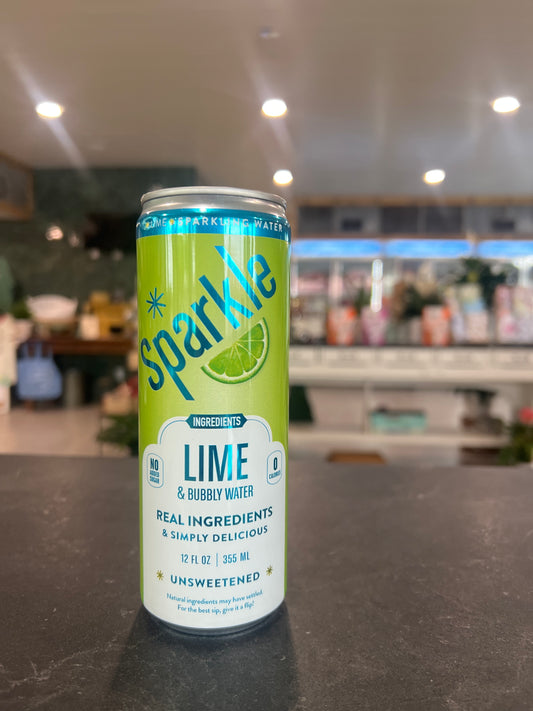 LIME SPARKLING WATER
Sparkle
INGREDIENTS
LIME
& BUBBLY WATER
NO
ADDED
SUGAR
0
CALORIES
REAL INGREDIENTS
& SIMPLY DELICIOUS
12 FL OZ | 355 ML
UNSWEETENED
Natural ingredients may have settled.
For the best sip, give it a flip!